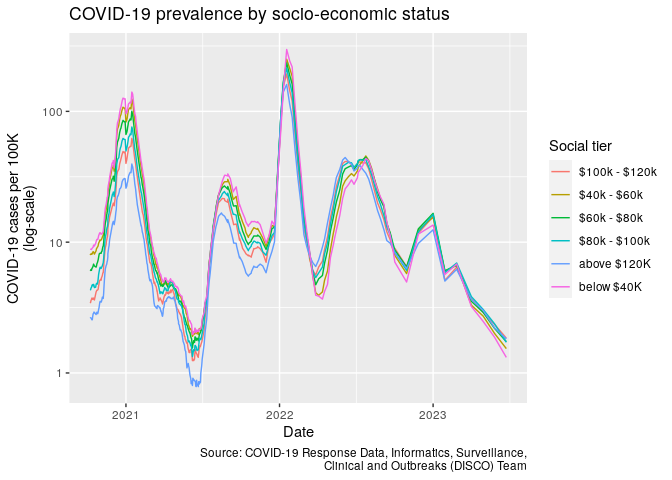 COVID-19 prevalence by socio-economic status
COVID-19 cases per 100K
(log-scale)
100
10
1
2021
2022
2023
Date
Social tier
$100k - $120k
$40k - $60k
$60k - $80k
$80k - $100k
above $120K
below $40K
Source: COVID-19 Response Data, Informatics, Surveillance,
Clinical and Outbreaks (DISCO) Team